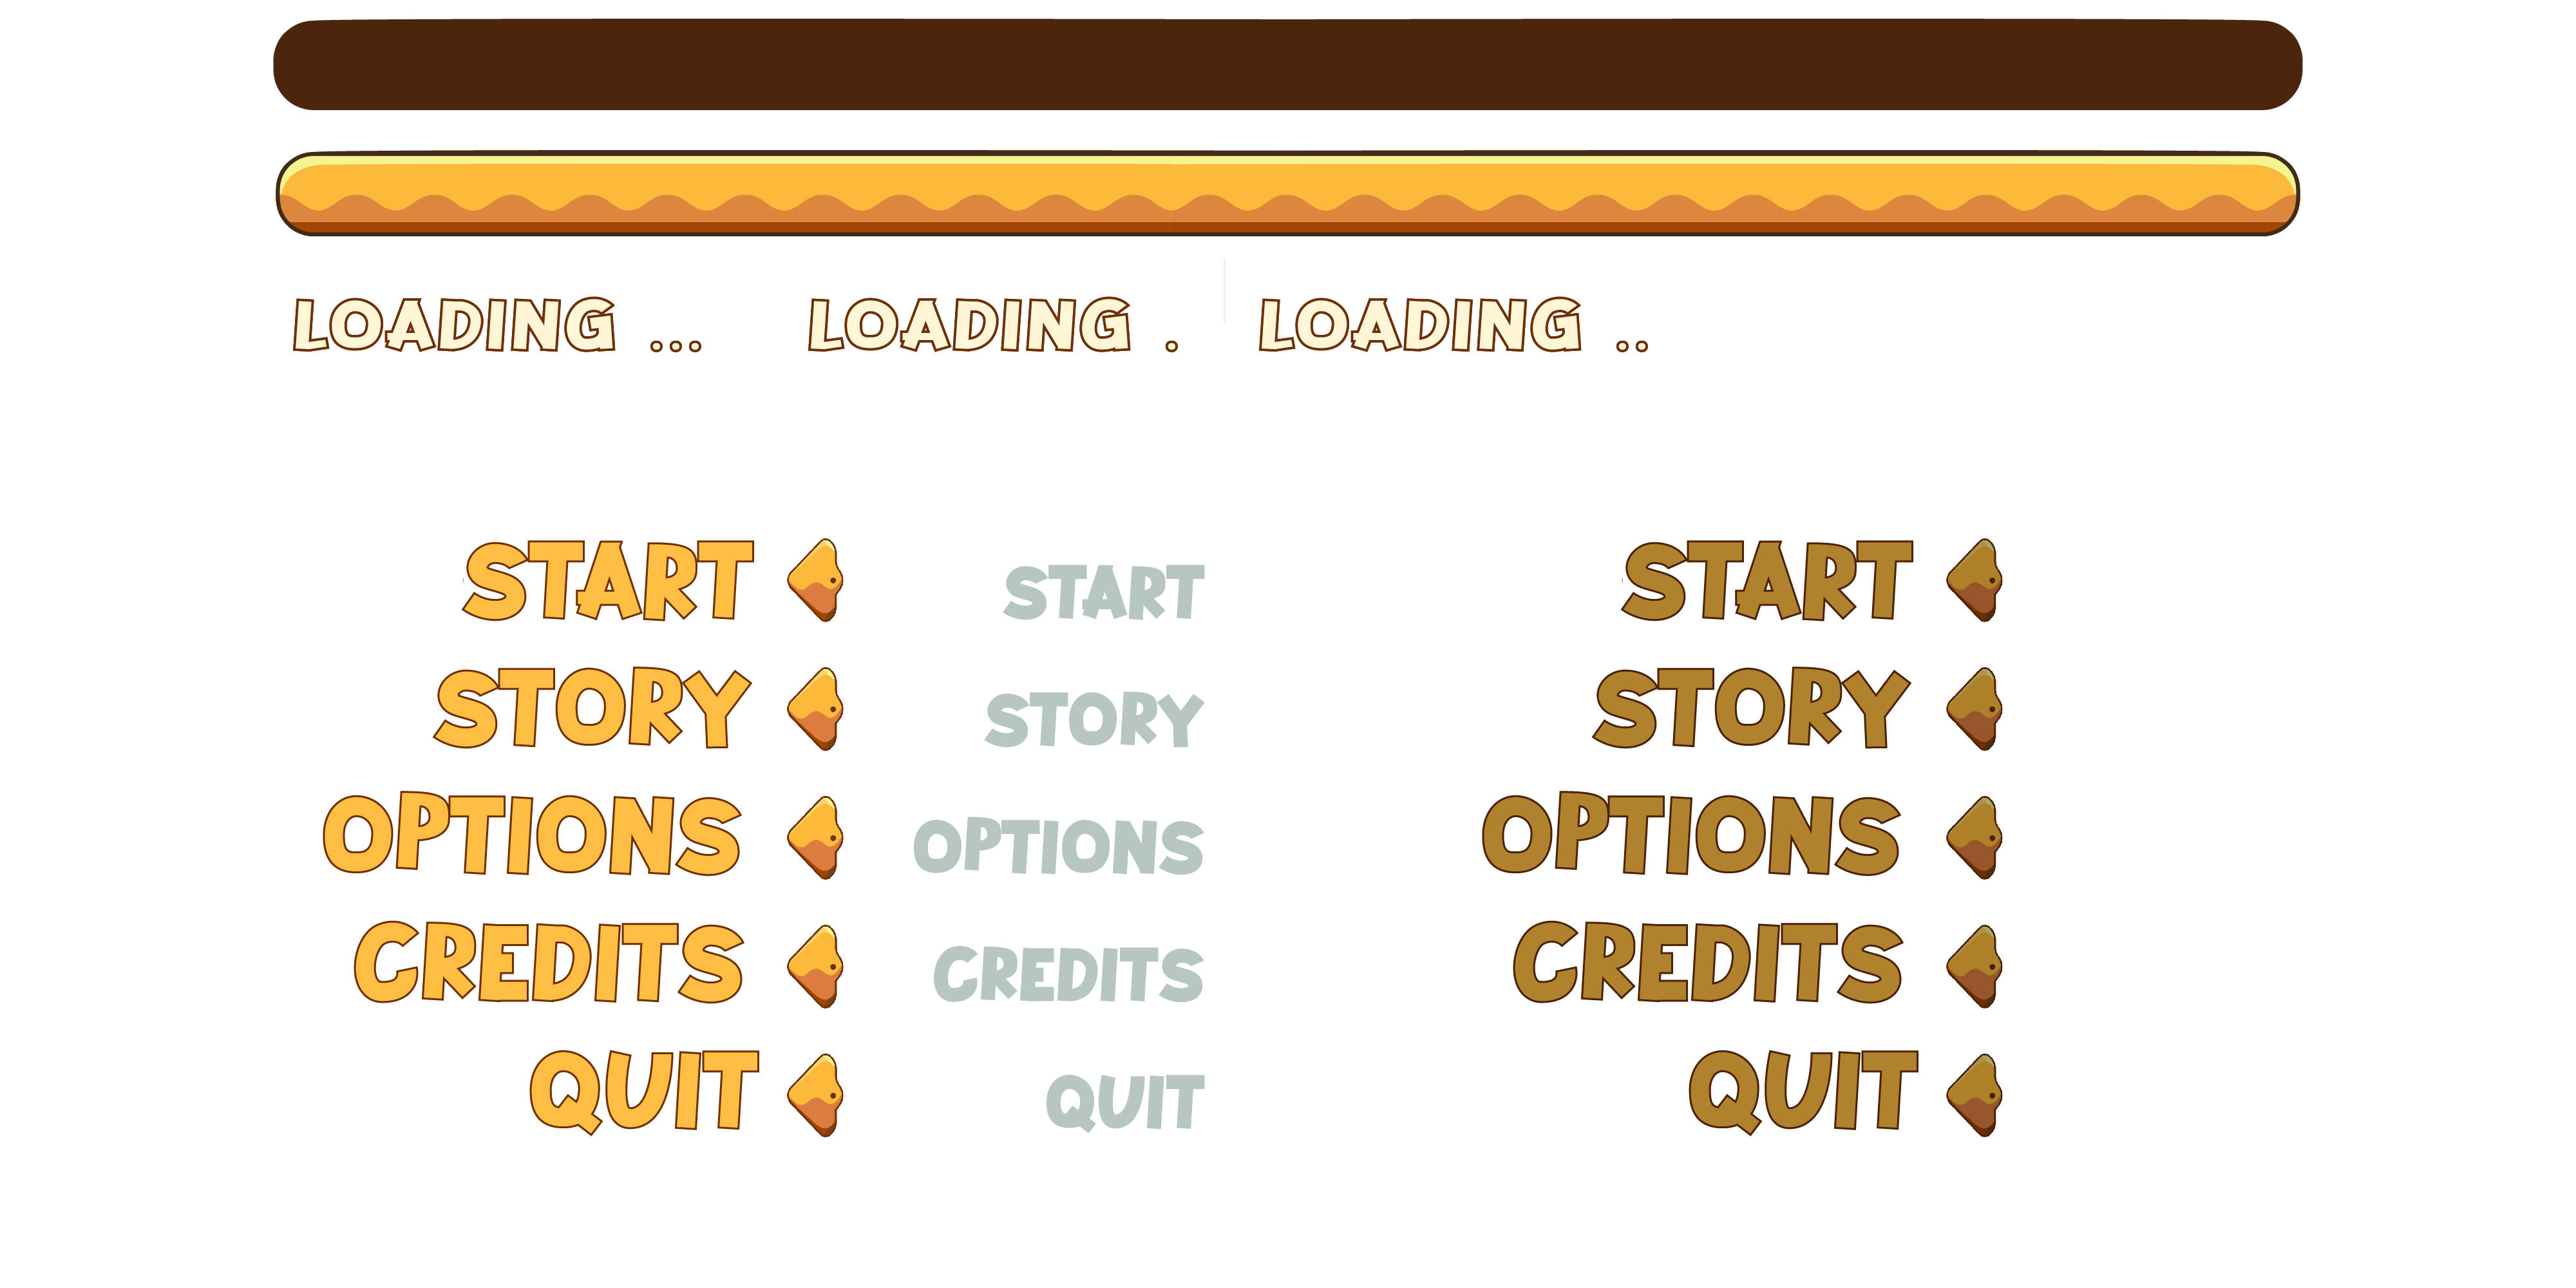 LOADING ... LOADING . LOADING ..
START START START
STORY STORY STORY
OPTIONS OPTIONS OPTIONS
CREDITS CREDITS CREDITS
QUIT QUIT QUIT